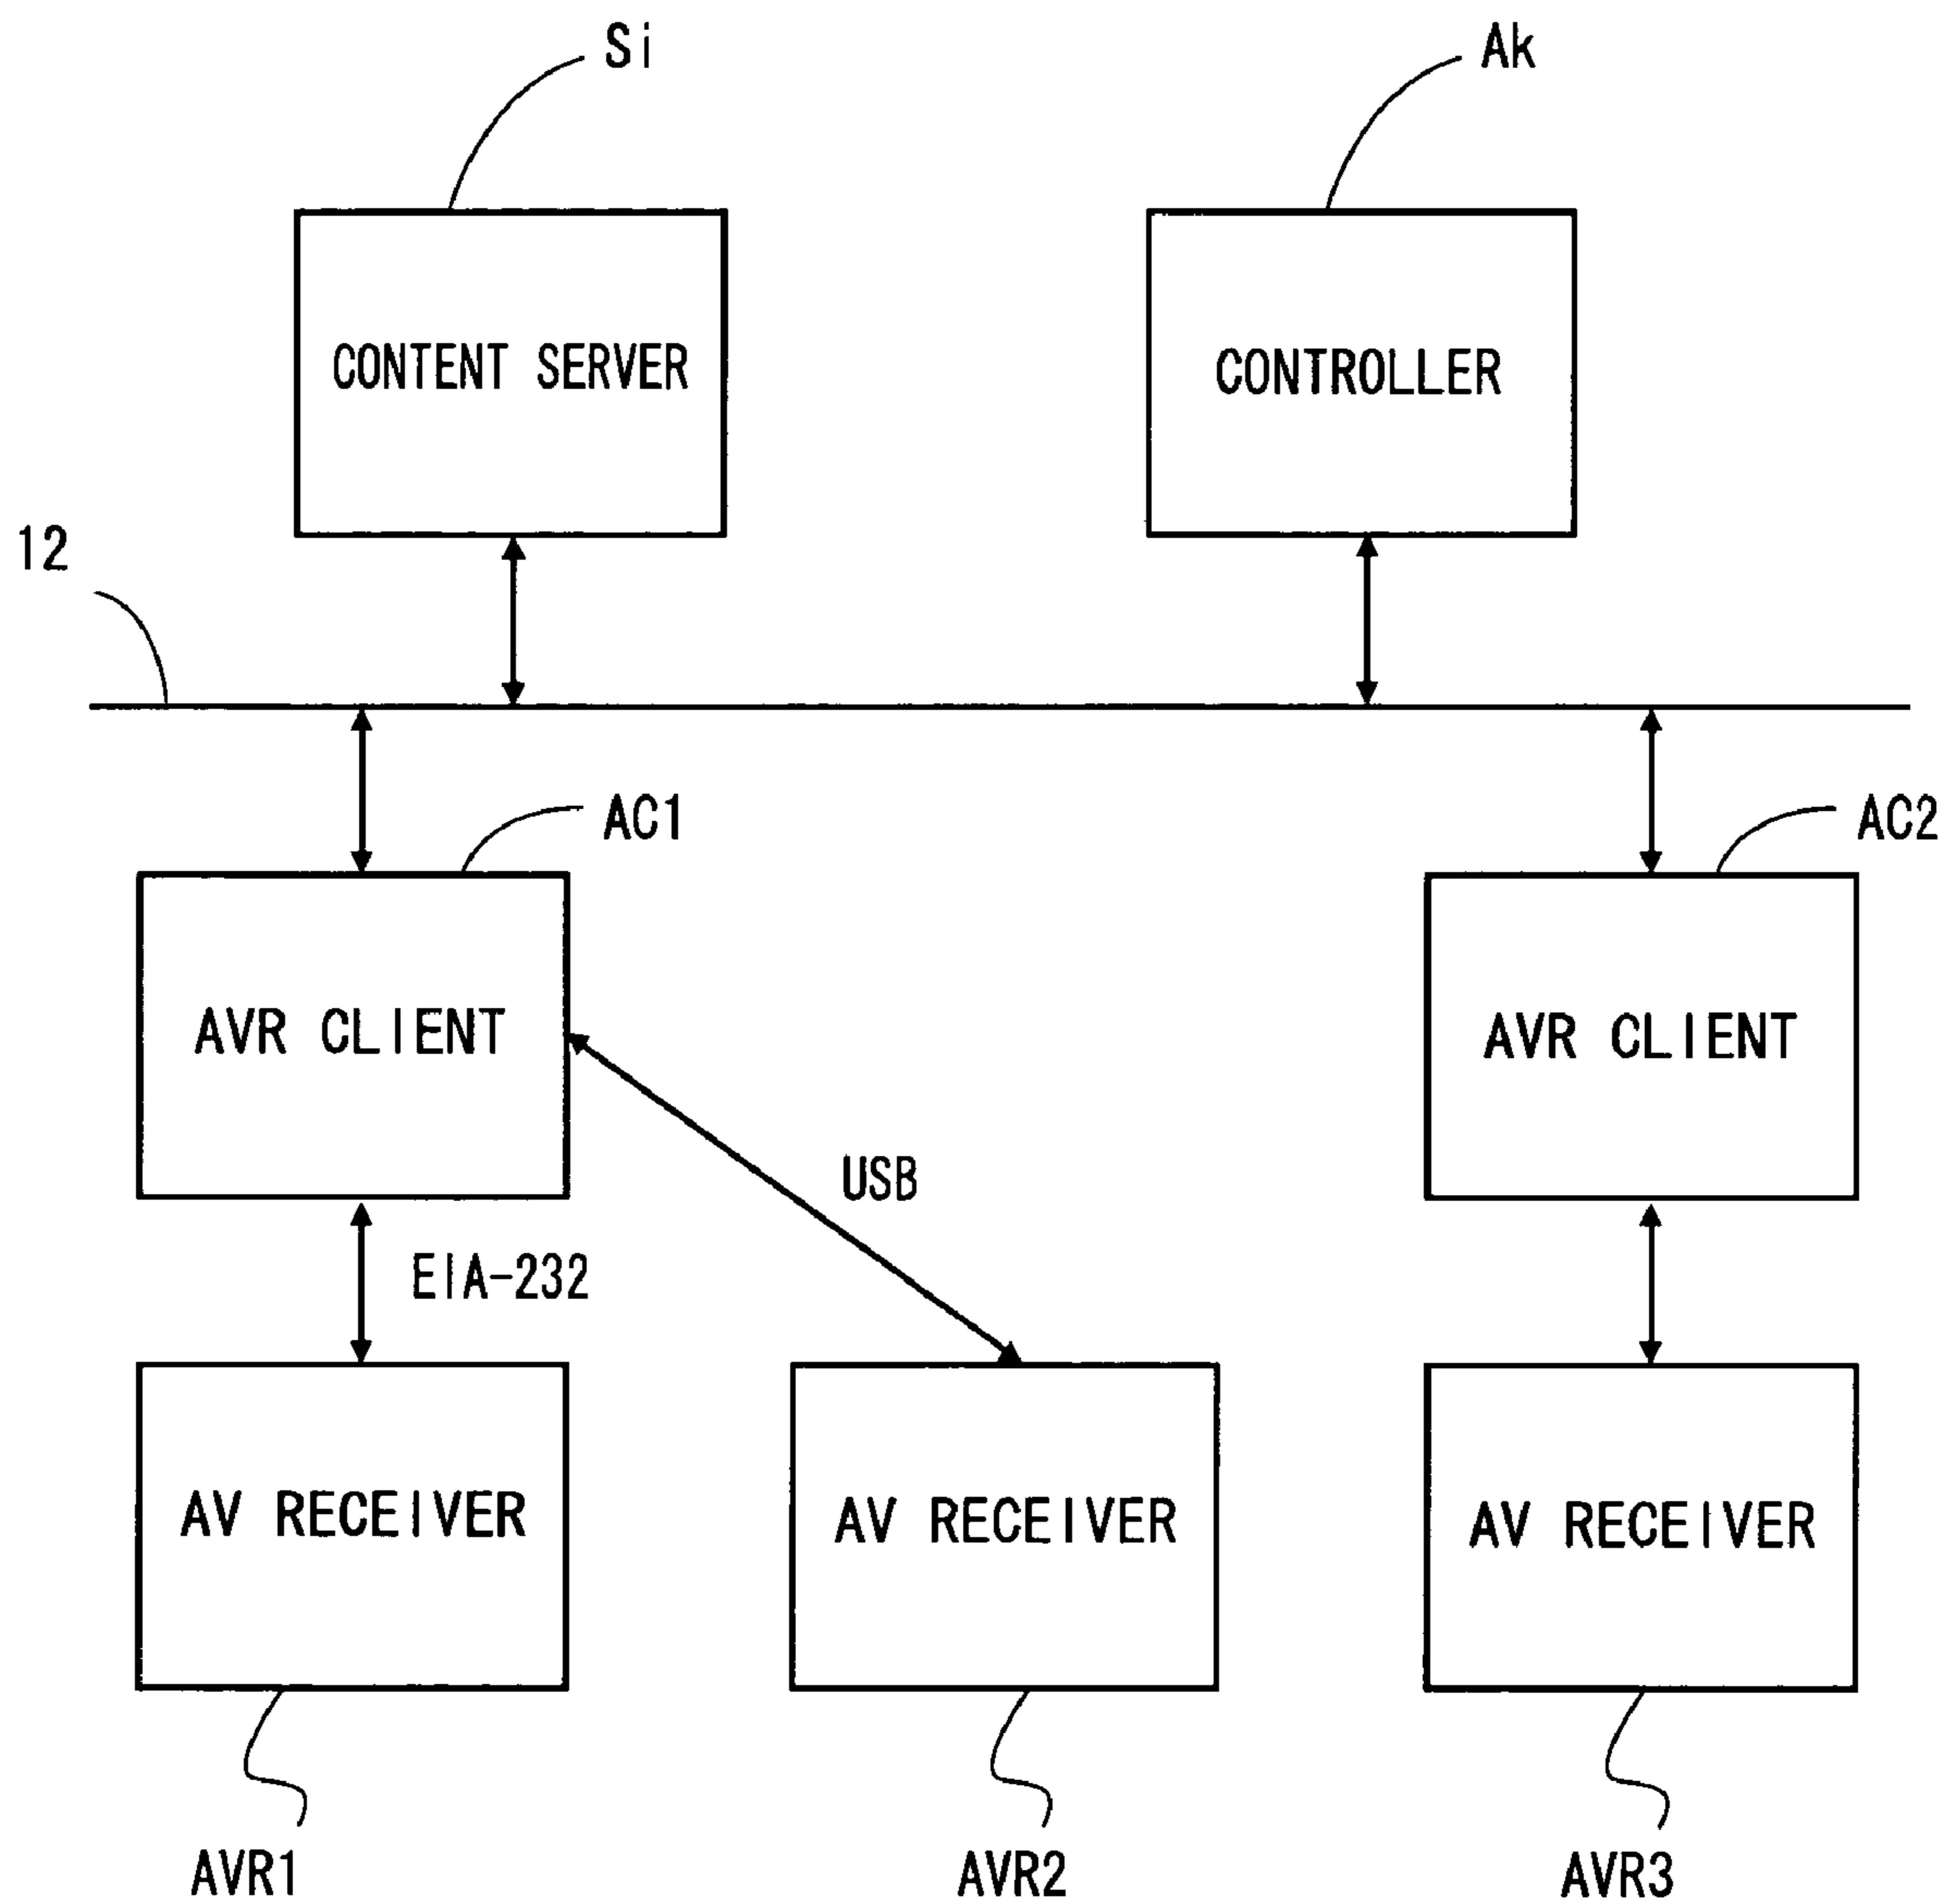 Si
Ak
CONTENT SERVER
CONTROLLER
12
AC1
AC2
AVR CLIENT
AVR CLIENT
USB
EIA-232
AV RECEIVER
AV RECEIVER
AV RECEIVER
AVR1
AVR2
AVR3